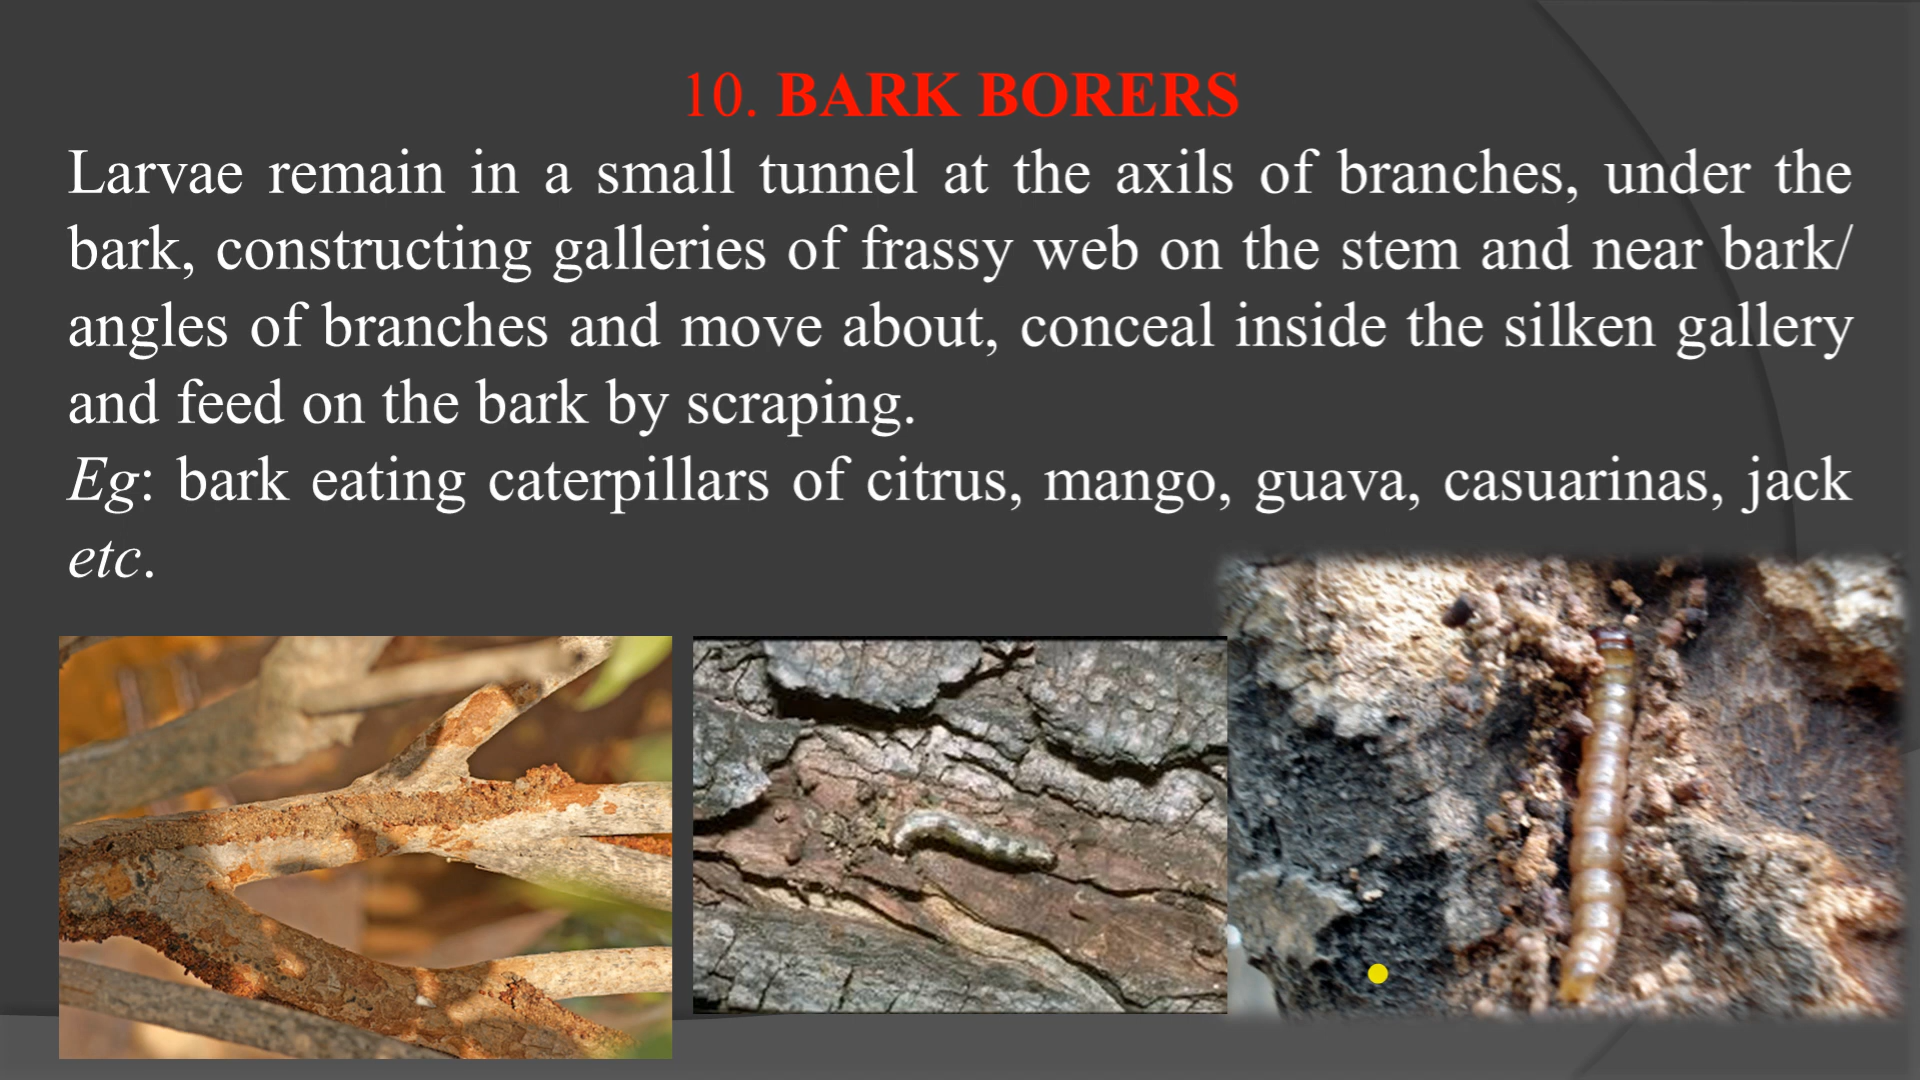 10. BARK BORERS
Larvae remain in a small tunnel at the axils of branches, under the
bark, constructing galleries of frassy web on the stem and near bark/
angles of branches and move about, conceal inside the silken gallery
and feed on the bark by scraping.
Eg: bark eating caterpillars of citrus, mango, guava, casuarinas, jack
etc.